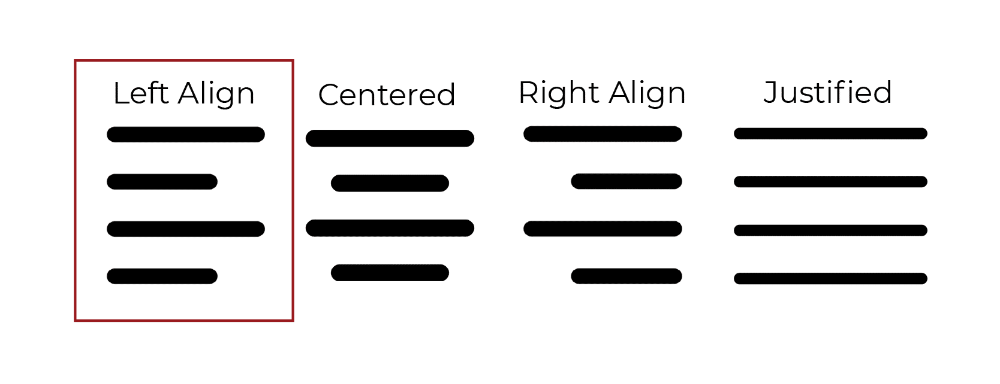 Left Align
Centered
Right Align
Justified